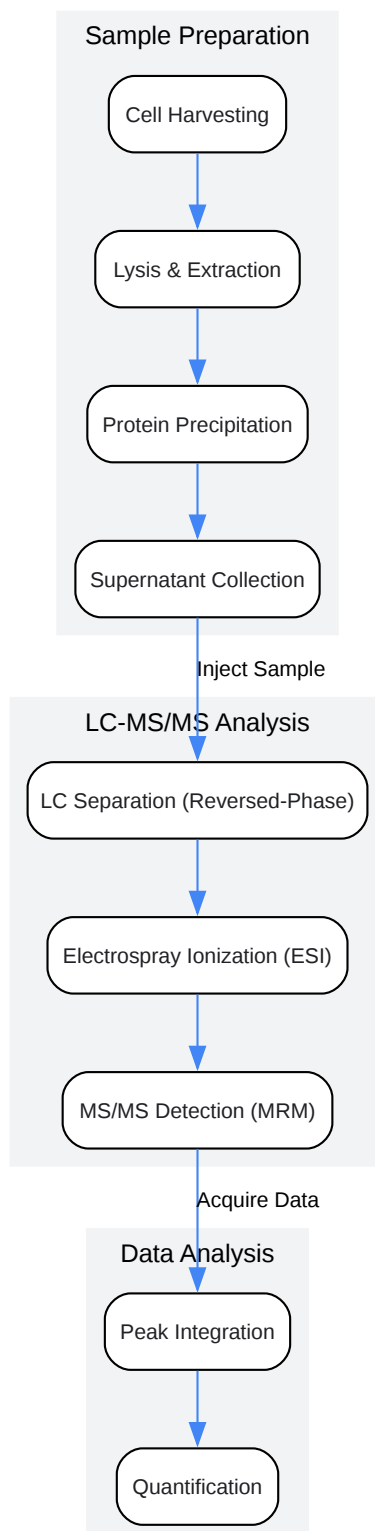 Sample Preparation
Cell Harvesting
Lysis & Extraction
Protein Precipitation
Supernatant Collection
Inject Sample
LC-MS/MS Analysis
LC Separation (Reversed-Phase)
Electrospray Ionization (ESI)
MS/MS Detection (MRM)
Acquire Data
Data Analysis
Peak Integration
Quantification